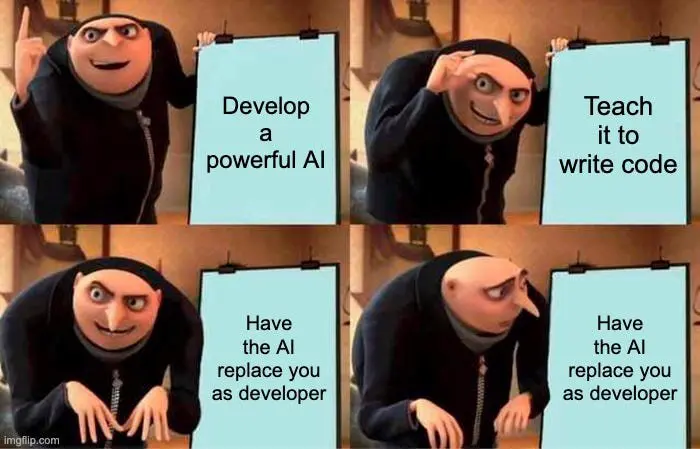 Develop
a
powerful AI
Teach
it to
write code
Have
the AI
replace you
as developer
Have
the AI
replace you
as developer
imgflip.com